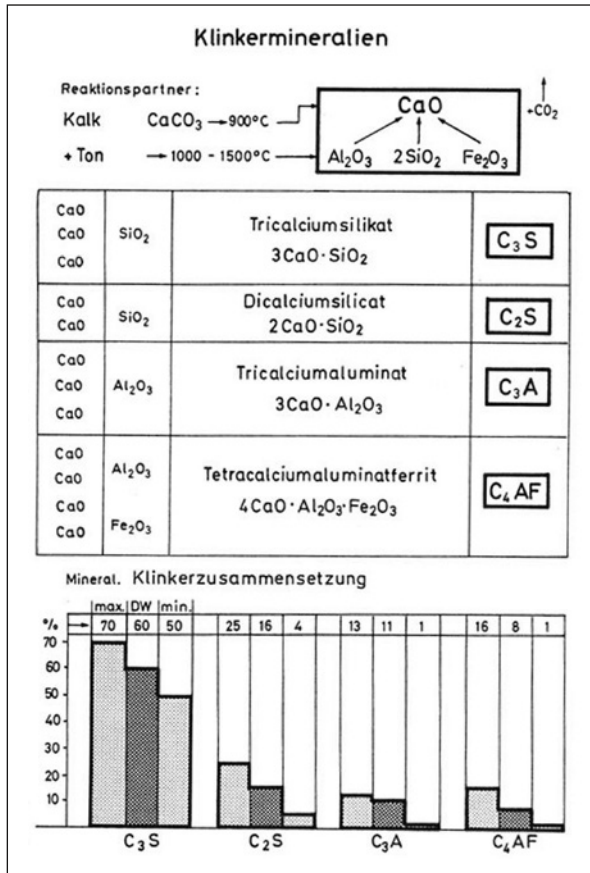 Klinkermineralien
Reaktionspartner:
Kalk CaCO₃ → 900°C → CaO +CO₂
+ Ton → 1000 - 1500°C → Al₂O₃ 2SiO₂ Fe₂O₃
CaO
CaO
CaO
SiO₂
Tricalciumsilikat
3CaO·SiO₂
C₃S
CaO
CaO
SiO₂
Dicalciumsilicat
2CaO·SiO₂
C₂S
CaO
CaO
CaO
Al₂O₃
Tricalciumaluminat
3CaO·Al₂O₃
C₃A
CaO
CaO
CaO
CaO
Al₂O₃
Fe₂O₃
Tetracalciumaluminatferrit
4CaO·Al₂O₃·Fe₂O₃
C₄AF
Mineral. Klinkerzusammensetzung
max. DW min.
% → 70 60 50 25 16 4 13 11 1 16 8 1
70
60
50
40
30
20
10
C₃S C₂S C₃A C₄AF